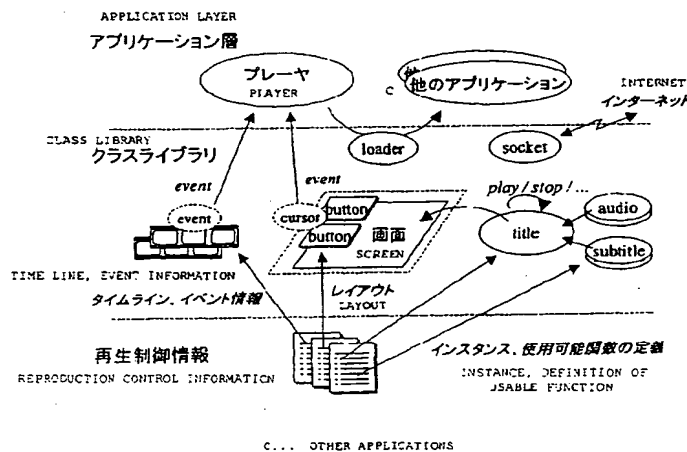 APPLICATION LAYER
アプリケーション層
プレーヤ
PLAYER
C
他
他のアプリケーション
INTERNET
インターネット
CLASS LIBRARY
クラスライブラリ
loader
socket
event
event
play / stop / ...
event
cursor
button
button
画面
SCREEN
title
audio
subtitle
TIME LINE, EVENT INFORMATION
タイムライン、イベント情報
レイアウト
LAYOUT
再生制御情報
REPRODUCTION CONTROL INFORMATION
インスタンス、使用可能関数の定義
INSTANCE, DEFINITION OF
USABLE FUNCTION
C... OTHER APPLICATIONS